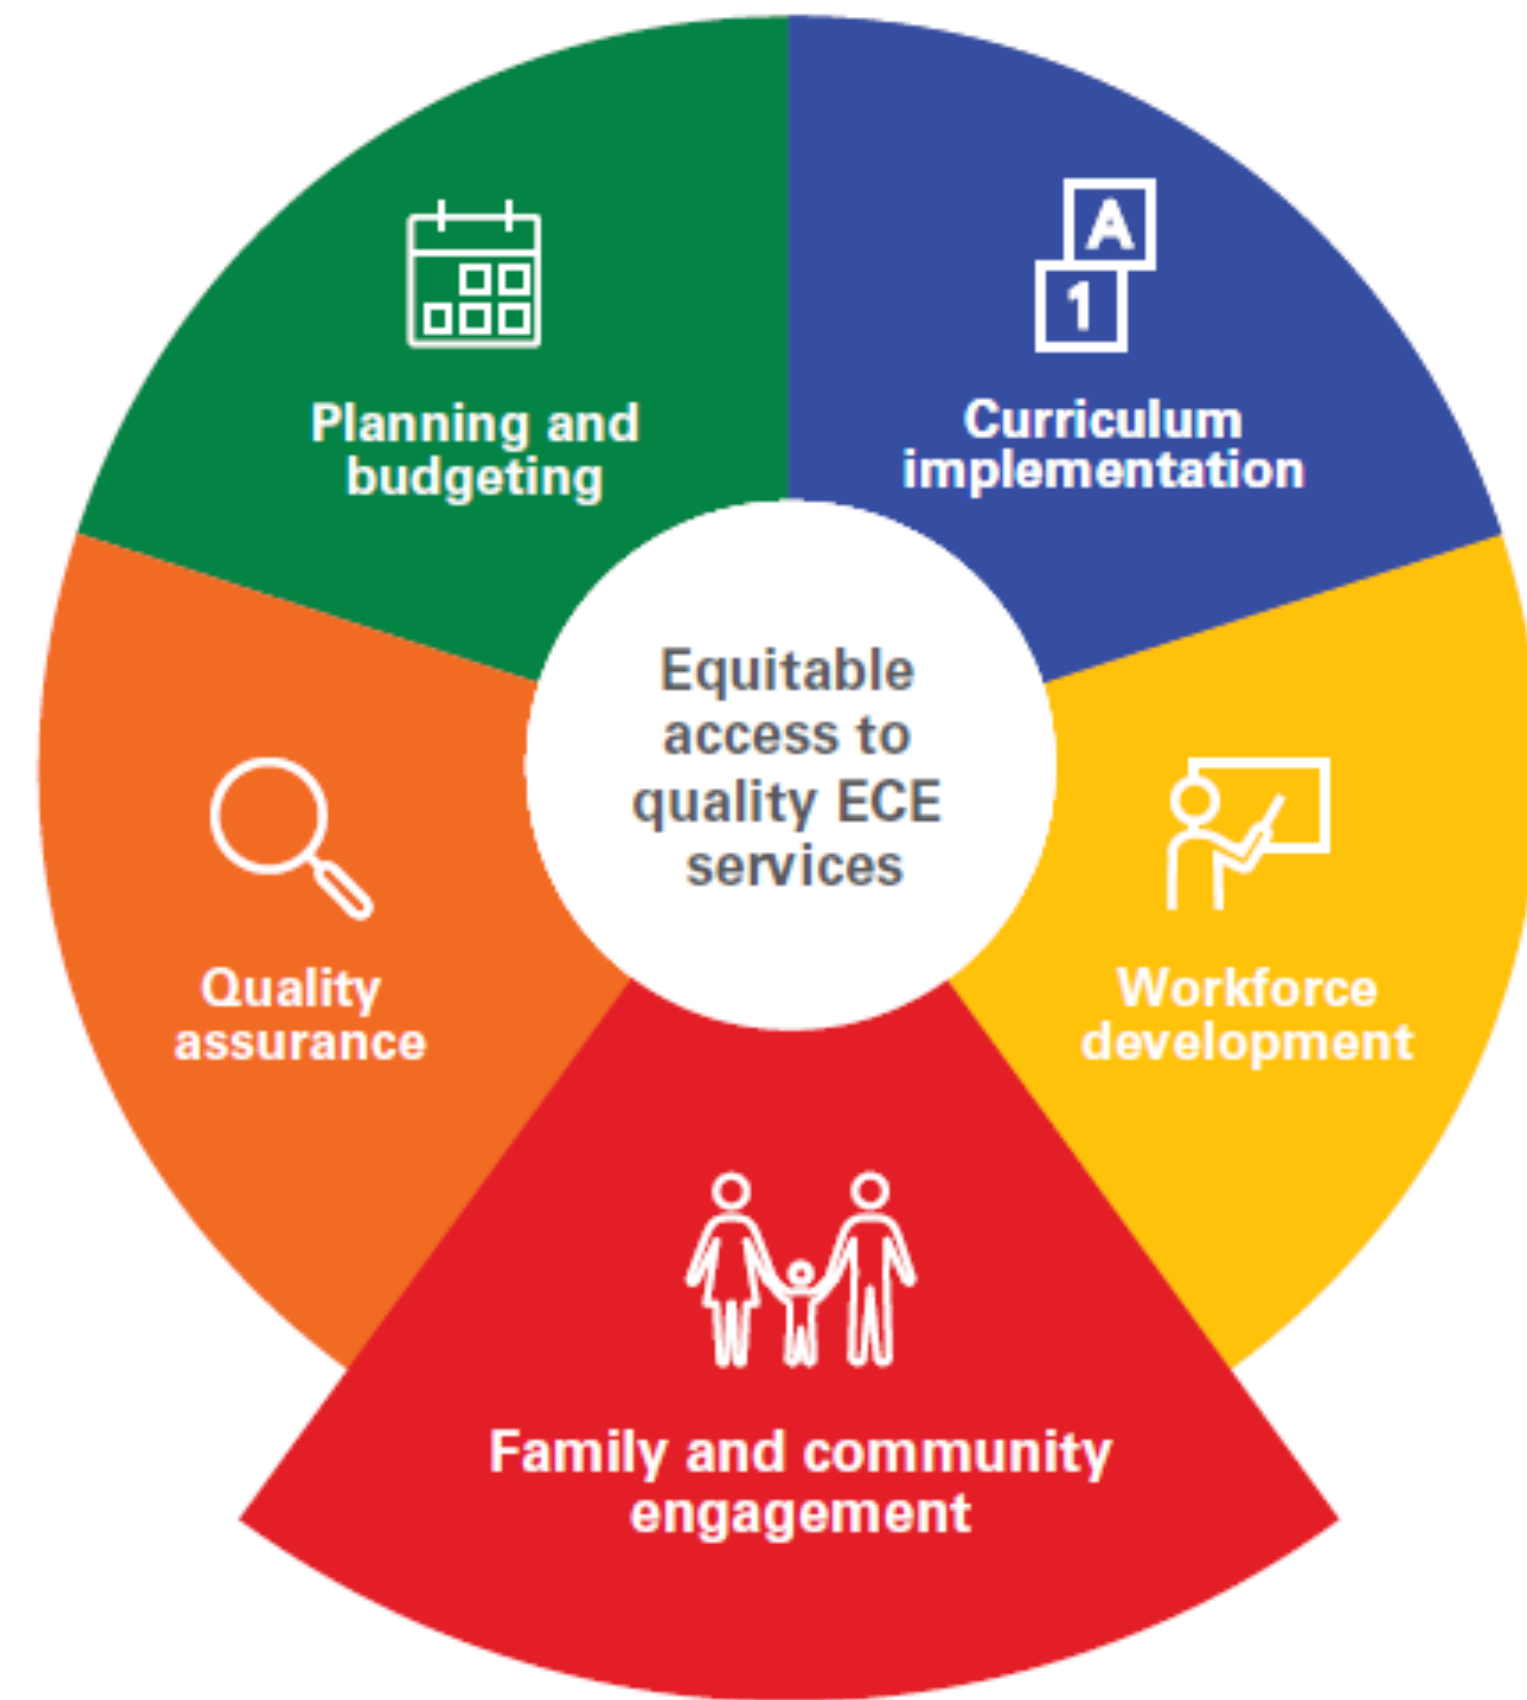 Planning and
budgeting
A
1
Curriculum
implementation
Equitable
access to
quality ECE
services
Quality
assurance
Workforce
development
Family and community
engagement